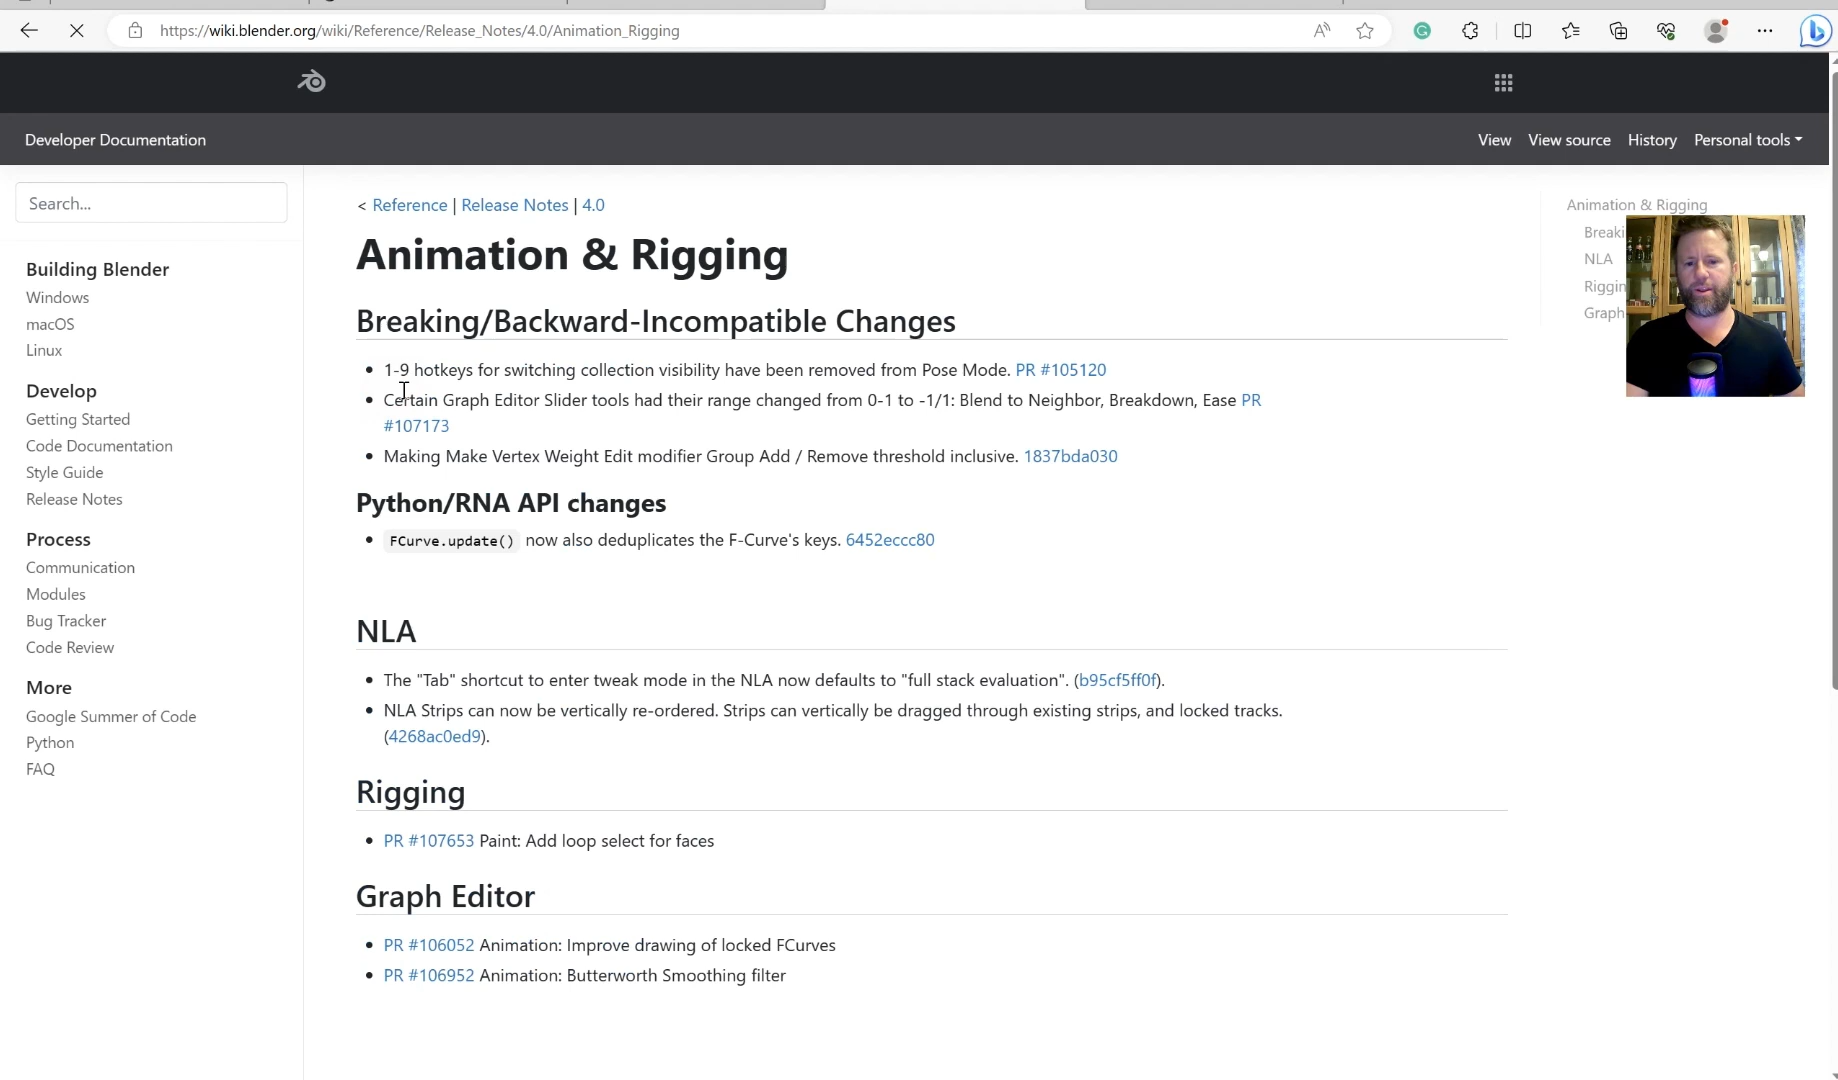 https://wiki.blender.org/wiki/Reference/Release_Notes/4.0/Animation_Rigging
Developer Documentation
View View source History Personal tools
Search...
Building Blender
Windows
macOS
Linux
Develop
Getting Started
Code Documentation
Style Guide
Release Notes
Process
Communication
Modules
Bug Tracker
Code Review
More
Google Summer of Code
Python
FAQ
< Reference | Release Notes | 4.0
Animation & Rigging
Breaking/Backward-Incompatible Changes
• 1-9 hotkeys for switching collection visibility have been removed from Pose Mode. PR #105120
• Certain Graph Editor Slider tools had their range changed from 0-1 to -1/1: Blend to Neighbor, Breakdown, Ease PR
#107173
• Making Make Vertex Weight Edit modifier Group Add / Remove threshold inclusive. 1837bda030
Python/RNA API changes
• FCurve.update() now also deduplicates the F-Curve's keys. 6452eccc80
NLA
• The "Tab" shortcut to enter tweak mode in the NLA now defaults to "full stack evaluation". (b95cf5ff0f).
• NLA Strips can now be vertically re-ordered. Strips can vertically be dragged through existing strips, and locked tracks.
(4268ac0ed9).
Rigging
• PR #107653 Paint: Add loop select for faces
Graph Editor
• PR #106052 Animation: Improve drawing of locked FCurves
• PR #106952 Animation: Butterworth Smoothing filter
Animation & Rigging
Breaki
NLA
Riggin
Graph